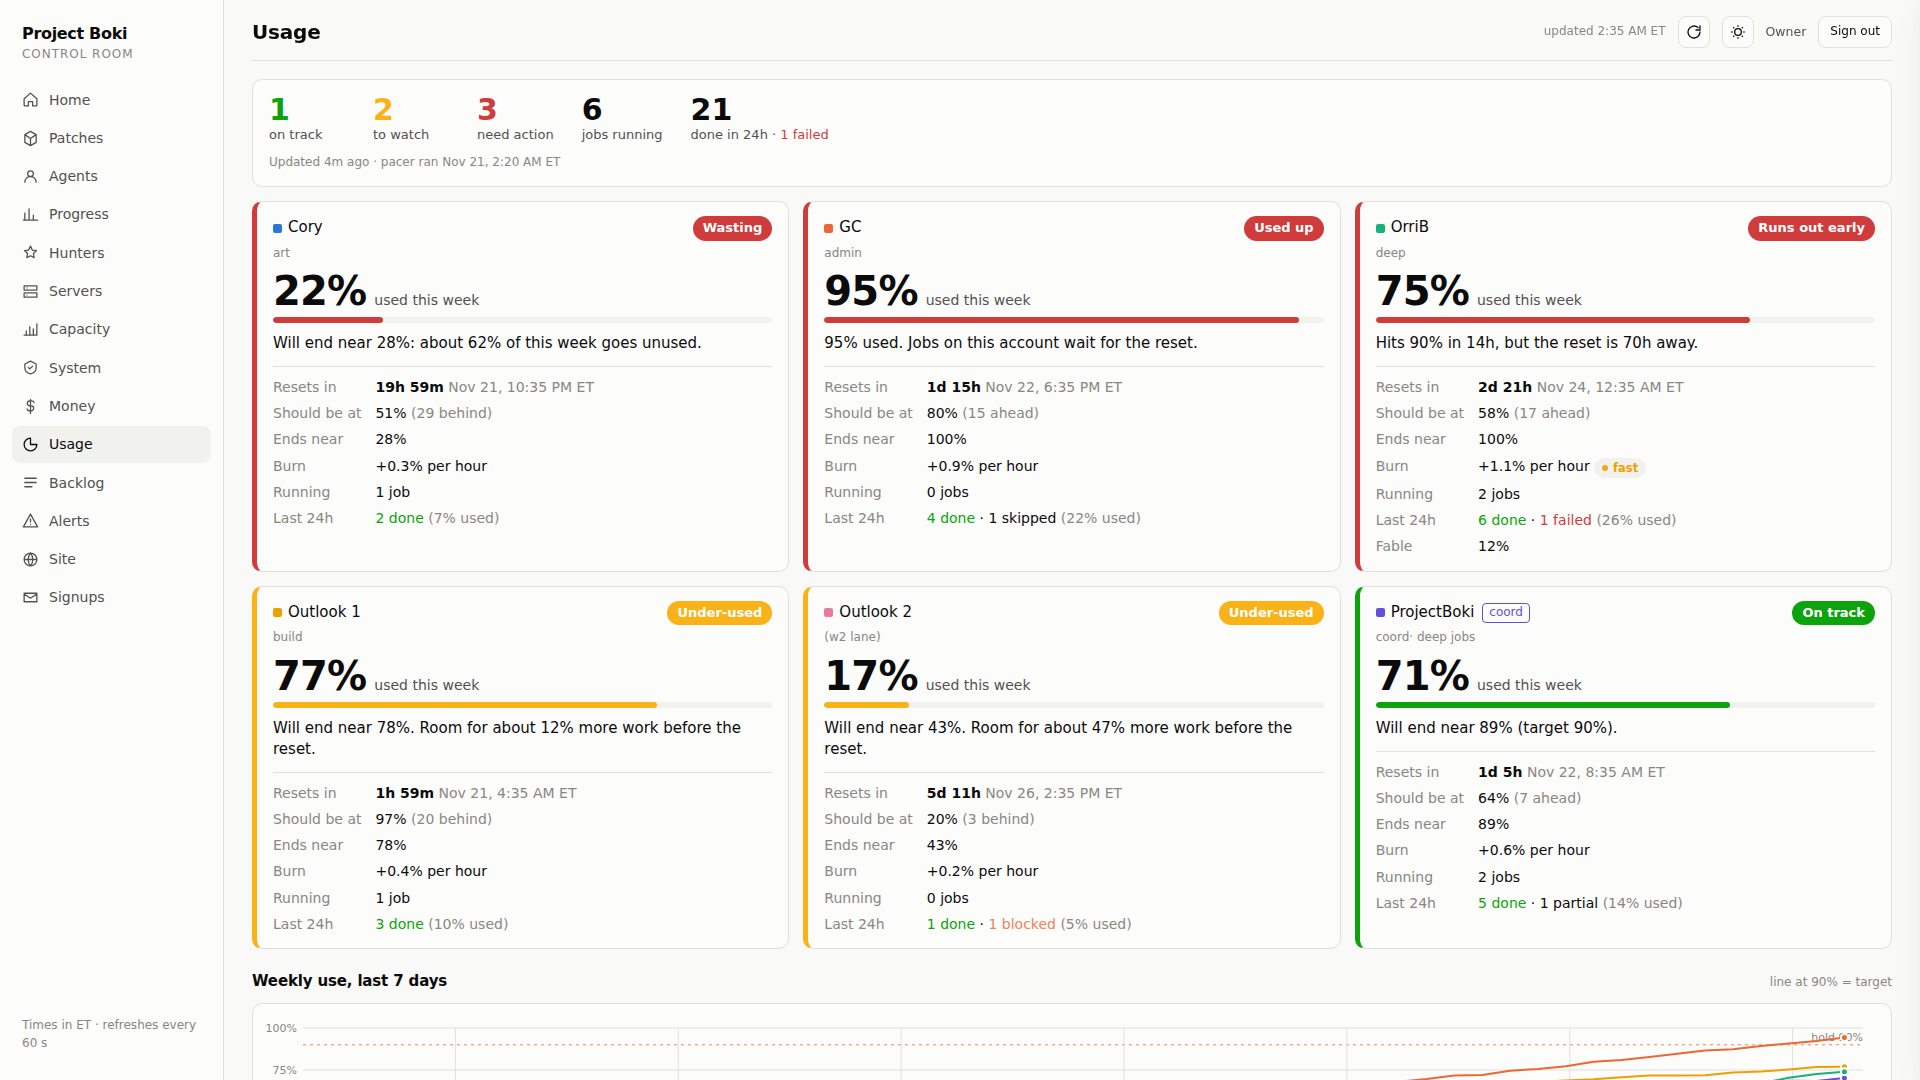 Project Boki
CONTROL ROOM
Home
Patches
Agents
Progress
Hunters
Servers
Capacity
System
Money
Usage
Backlog
Alerts
Site
Signups
Times in ET · refreshes every
60 s
Usage
updated 2:35 AM ET
Owner
Sign out
1
on track
2
to watch
3
need action
6
jobs running
21
done in 24h · 1 failed
Updated 4m ago · pacer ran Nov 21, 2:20 AM ET
Cory
Wasting
art
22% used this week
Will end near 28%: about 62% of this week goes unused.
Resets in 19h 59m Nov 21, 10:35 PM ET
Should be at 51% (29 behind)
Ends near 28%
Burn +0.3% per hour
Running 1 job
Last 24h 2 done (7% used)
GC
Used up
admin
95% used this week
95% used. Jobs on this account wait for the reset.
Resets in 1d 15h Nov 22, 6:35 PM ET
Should be at 80% (15 ahead)
Ends near 100%
Burn +0.9% per hour
Running 0 jobs
Last 24h 4 done · 1 skipped (22% used)
OrriB
Runs out early
deep
75% used this week
Hits 90% in 14h, but the reset is 70h away.
Resets in 2d 21h Nov 24, 12:35 AM ET
Should be at 58% (17 ahead)
Ends near 100%
Burn +1.1% per hour fast
Running 2 jobs
Last 24h 6 done · 1 failed (26% used)
Fable 12%
Outlook 1
Under-used
build
77% used this week
Will end near 78%. Room for about 12% more work before the
reset.
Resets in 1h 59m Nov 21, 4:35 AM ET
Should be at 97% (20 behind)
Ends near 78%
Burn +0.4% per hour
Running 1 job
Last 24h 3 done (10% used)
Outlook 2
Under-used
(w2 lane)
17% used this week
Will end near 43%. Room for about 47% more work before the
reset.
Resets in 5d 11h Nov 26, 2:35 PM ET
Should be at 20% (3 behind)
Ends near 43%
Burn +0.2% per hour
Running 0 jobs
Last 24h 1 done · 1 blocked (5% used)
ProjectBoki coord
On track
coord· deep jobs
71% used this week
Will end near 89% (target 90%).
Resets in 1d 5h Nov 22, 8:35 AM ET
Should be at 64% (7 ahead)
Ends near 89%
Burn +0.6% per hour
Running 2 jobs
Last 24h 5 done · 1 partial (14% used)
Weekly use, last 7 days
line at 90% = target
100%
hold
75%